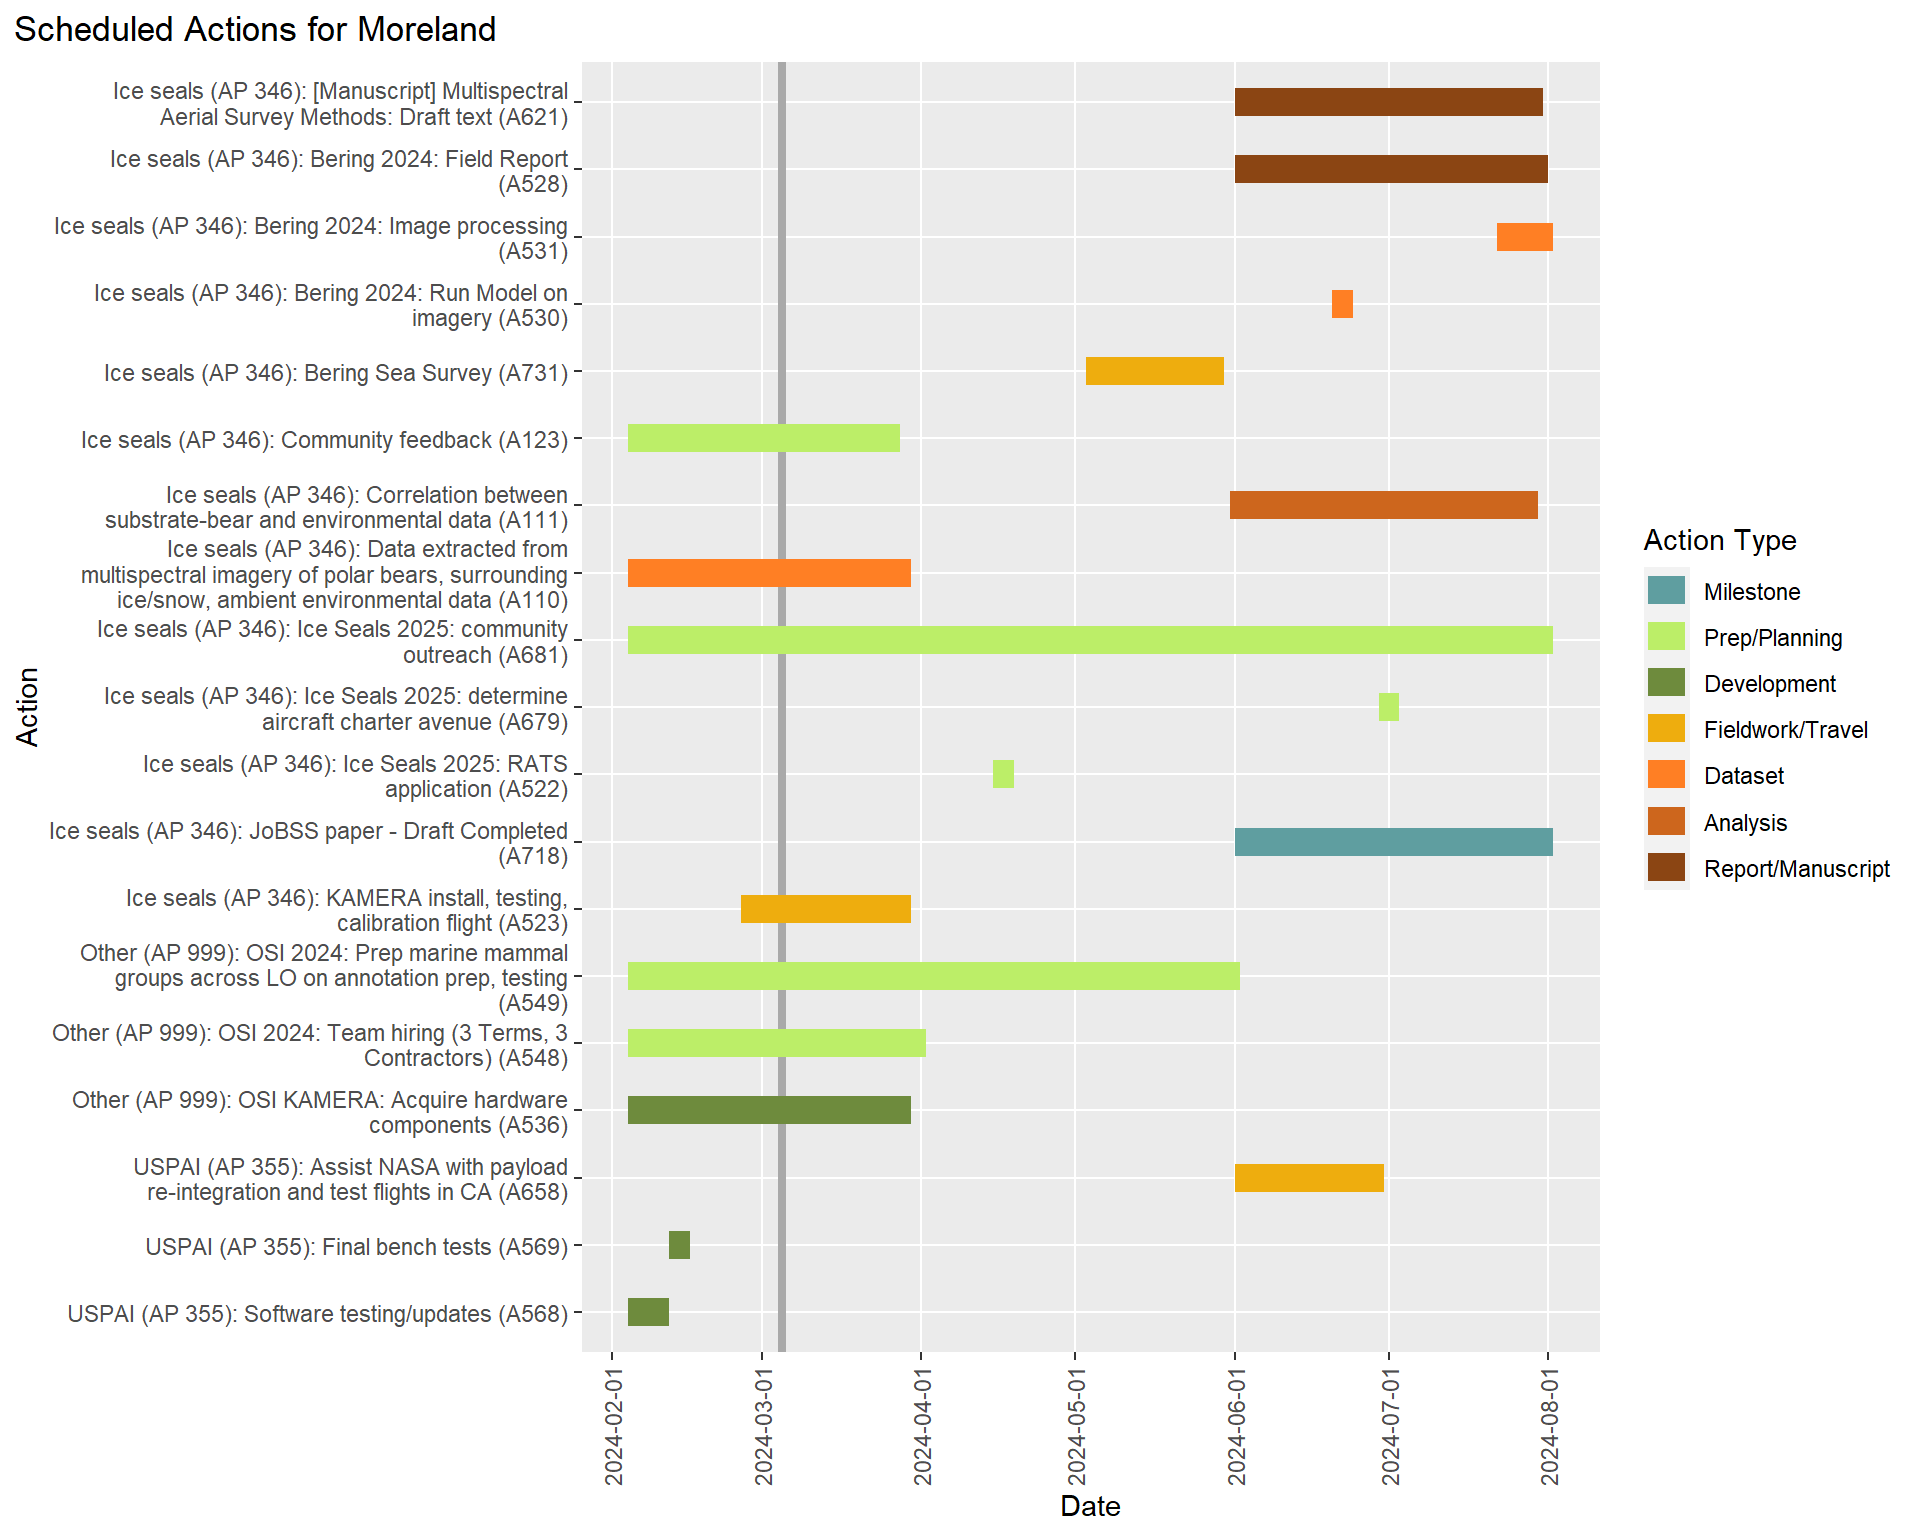 Scheduled Actions for Moreland
Ice seals (AP 346): [Manuscript] Multispectral
Aerial Survey Methods: Draft text (A621)
Ice seals (AP 346): Bering 2024: Field Report
(A528)
Ice seals (AP 346): Bering 2024: Image processing
(A531)
Ice seals (AP 346): Bering 2024: Run Model on
imagery (A530)
Ice seals (AP 346): Bering Sea Survey (A731)
Ice seals (AP 346): Community feedback (A123)
Ice seals (AP 346): Correlation between
substrate-bear and environmental data (A111)
Ice seals (AP 346): Data extracted from
multispectral imagery of polar bears, surrounding
ice/snow, ambient environmental data (A110)
Ice seals (AP 346): Ice Seals 2025: community
outreach (A681)
Ice seals (AP 346): Ice Seals 2025: determine
aircraft charter avenue (A679)
Ice seals (AP 346): Ice Seals 2025: RATS
application (A522)
Ice seals (AP 346): JoBSS paper - Draft Completed
(A718)
Ice seals (AP 346): KAMERA install, testing,
calibration flight (A523)
Other (AP 999): OSI 2024: Prep marine mammal
groups across LO on annotation prep, testing
(A549)
Other (AP 999): OSI 2024: Team hiring (3 Terms, 3
Contractors) (A548)
Other (AP 999): OSI KAMERA: Acquire hardware
components (A536)
USPAI (AP 355): Assist NASA with payload
re-integration and test flights in CA (A658)
USPAI (AP 355): Final bench tests (A569)
USPAI (AP 355): Software testing/updates (A568)
Action
2024-02-01
2024-03-01
2024-04-01
2024-05-01
2024-06-01
2024-07-01
2024-08-01
Date
Action Type
Milestone
Prep/Planning
Development
Fieldwork/Travel
Dataset
Analysis
Report/Manuscript